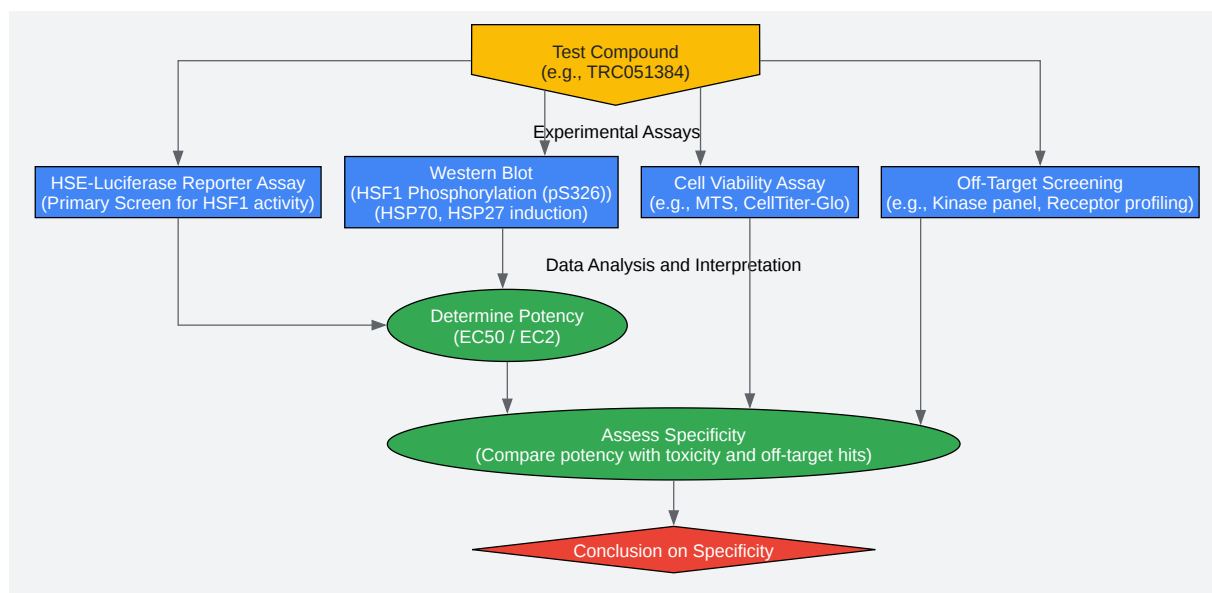 Test Compound
(e.g., TRC051384)
Experimental Assays
HSE-Luciferase Reporter Assay
(Primary Screen for HSF1 activity)
Western Blot
(HSF1 Phosphorylation (pS326))
(HSP70, HSP27 induction)
Cell Viability Assay
(e.g., MTS, CellTiter-Glo)
Off-Target Screening
(e.g., Kinase panel, Receptor profiling)
Data Analysis and Interpretation
Determine Potency
(EC50 / EC2)
Assess Specificity
(Compare potency with toxicity and off-target hits)
Conclusion on Specificity